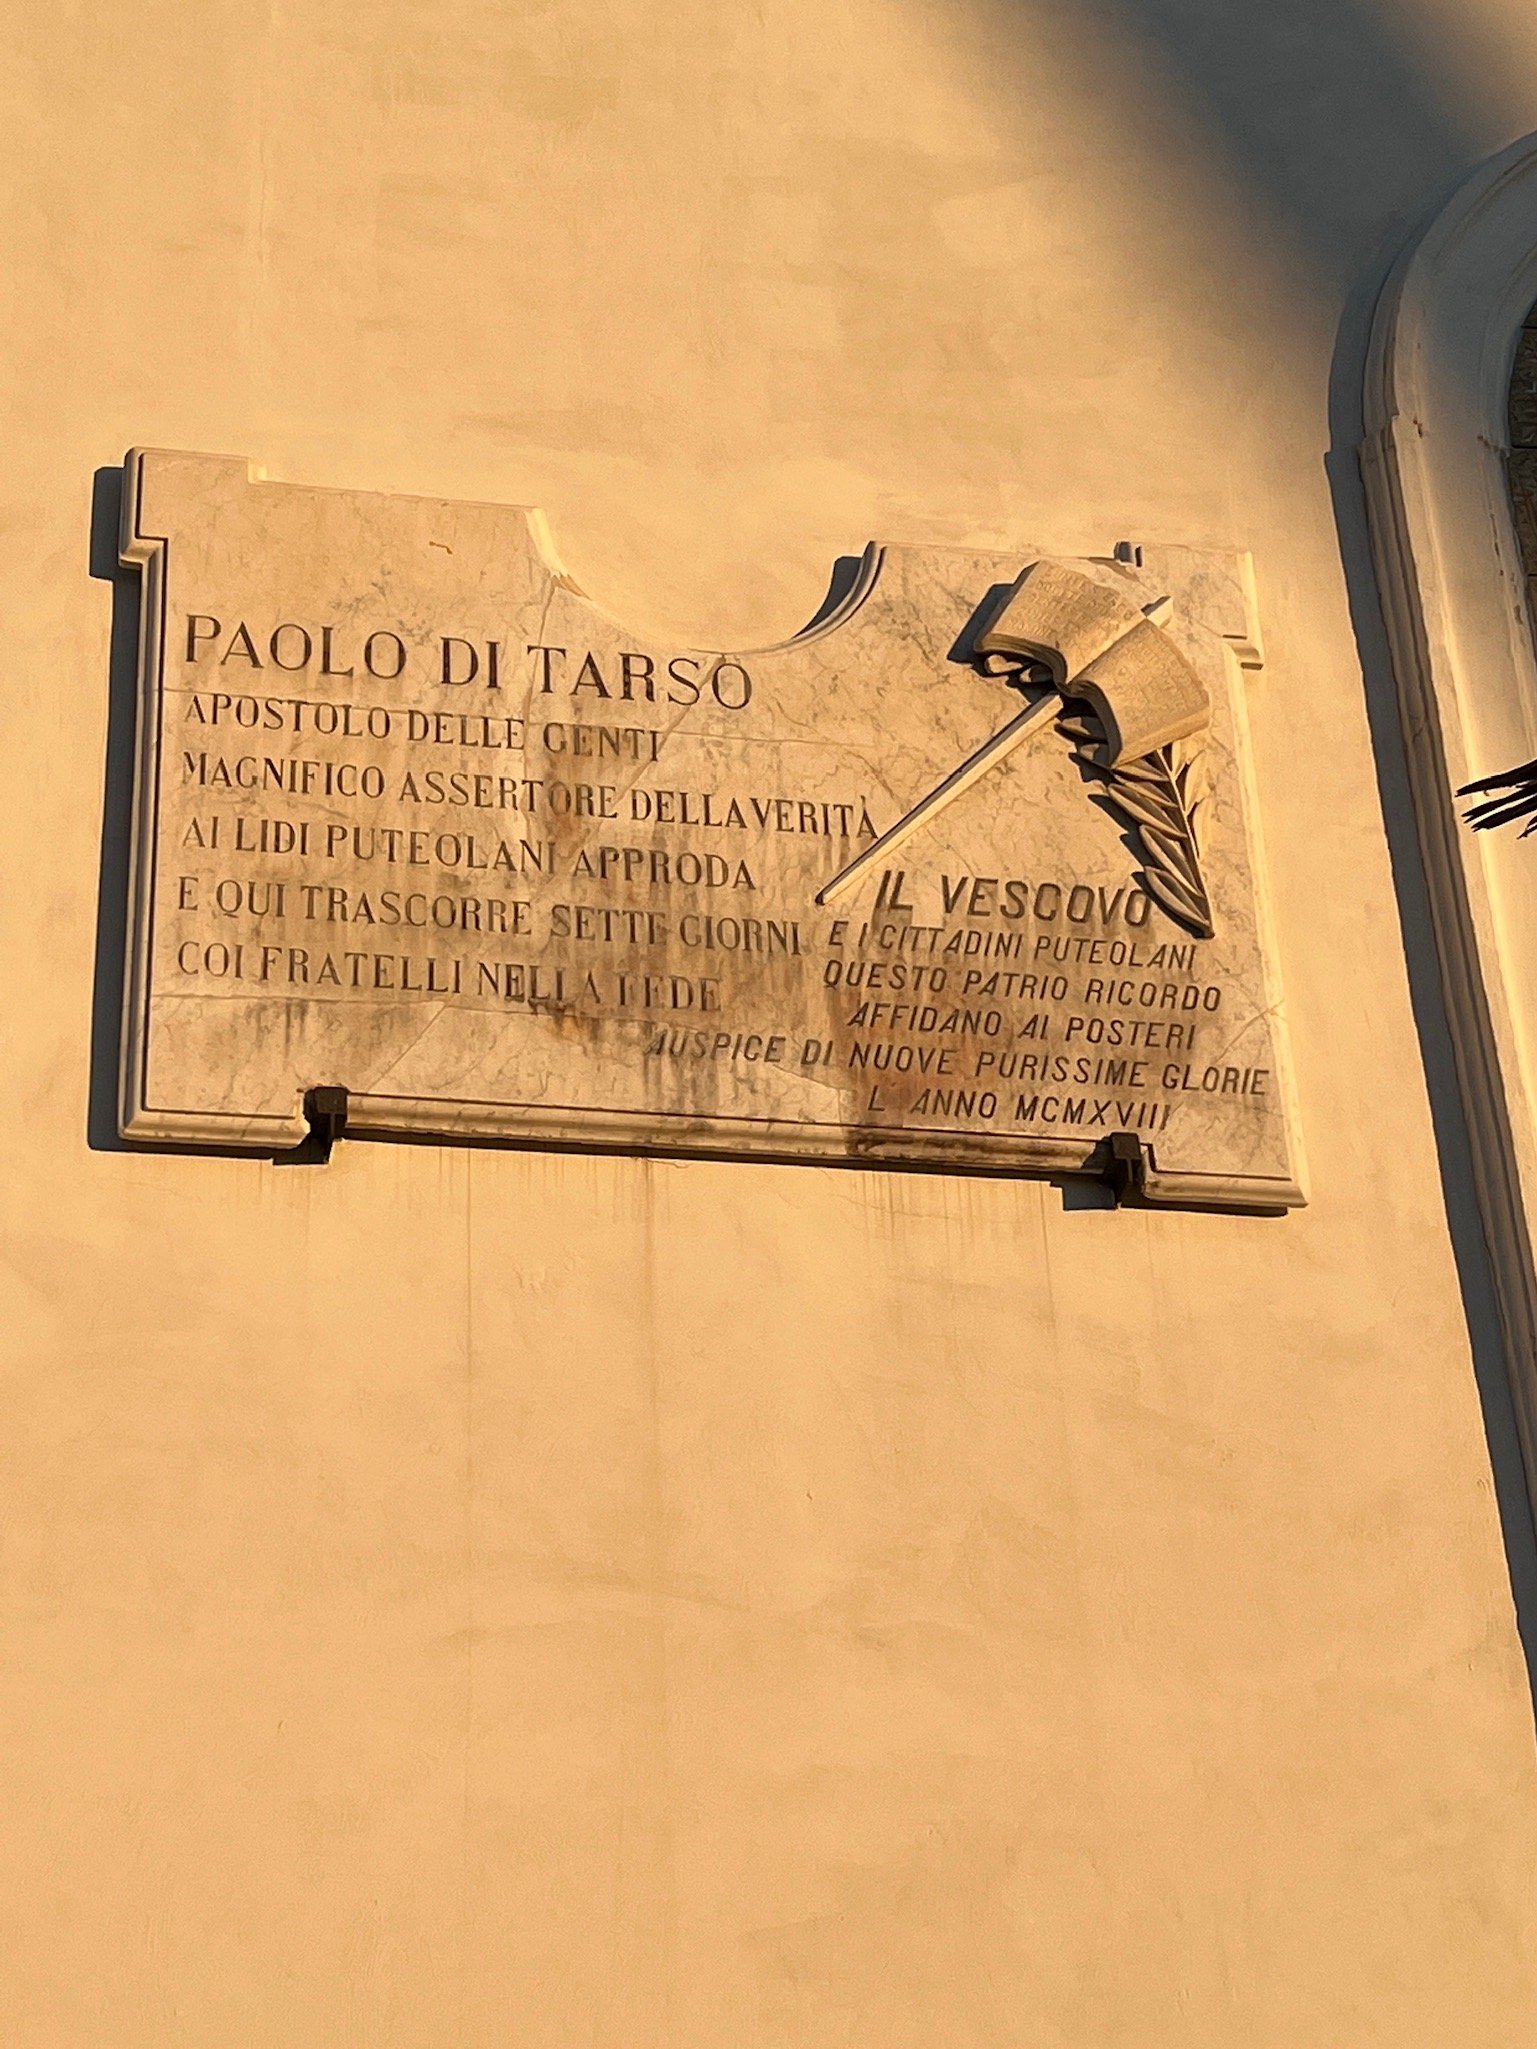 PAOLO DI TARSO
APOSTOLO DELLE GENTI
MAGNIFICO ASSERTORE DELLA VERITÀ
AI LIDI PUTEOLANI APPRODA
E QUI TRASCORRE SETTE GIORNI
COI FRATELLI NELLA FEDE
IL VESCOVO
E I CITTADINI PUTEOLANI
QUESTO PATRIO RICORDO
AFFIDANO AI POSTERI
AUSPICE DI NUOVE PURISSIME GLORIE
L' ANNO MCMXVIII